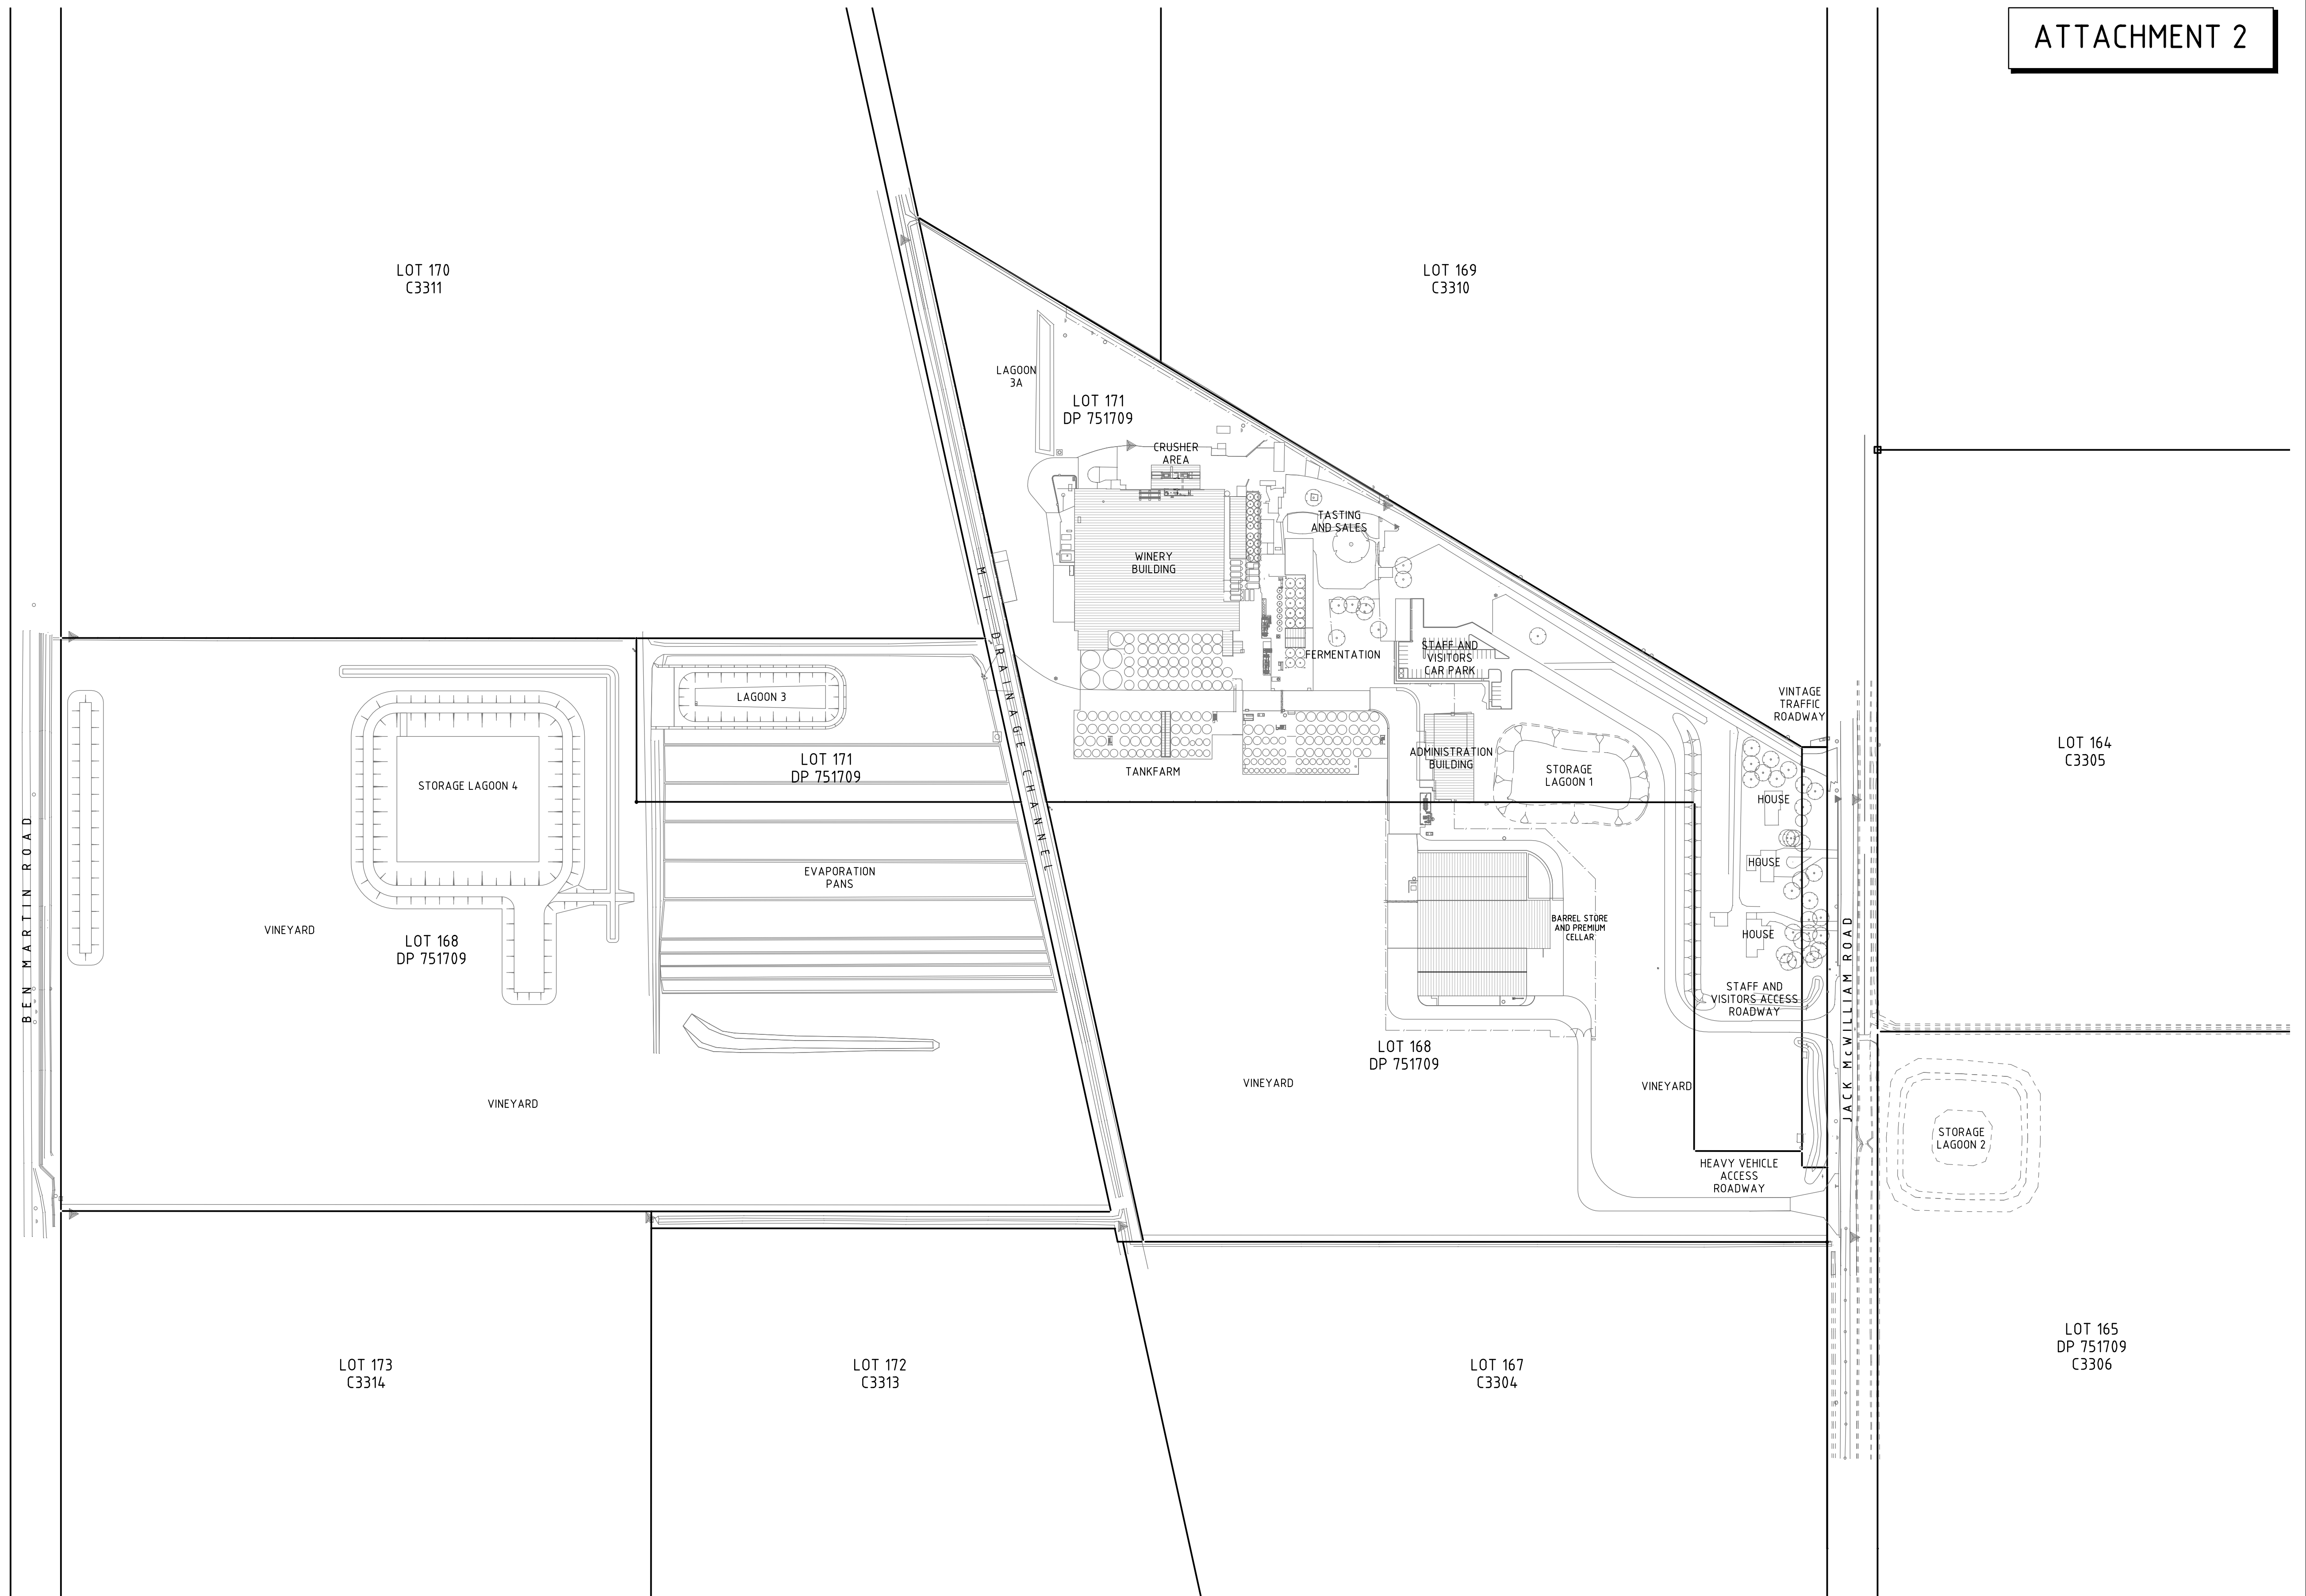 ATTACHMENT 2
LOT 170
C3311
LOT 169
C3310
LAGOON
3A
LOT 171
DP 751709
CRUSHER
AREA
TASTING
AND SALES
WINERY
BUILDING
FERMENTATION
STAFF AND
VISITORS
CAR PARK
M I DRAINAGE CHANNEL
LAGOON 3
VINTAGE
TRAFFIC
ROADWAY
LOT 164
C3305
LOT 171
DP 751709
TANKFARM
ADMINISTRATION
BUILDING
STORAGE
LAGOON 1
STORAGE LAGOON 4
HOUSE
HOUSE
HOUSE
EVAPORATION
PANS
BEN MARTIN ROAD
VINEYARD
LOT 168
DP 751709
BARREL STORE
AND PREMIUM
CELLAR
STAFF AND
VISITORS ACCESS
ROADWAY
JACK McWILLIAM ROAD
LOT 168
DP 751709
VINEYARD
VINEYARD
VINEYARD
STORAGE
LAGOON 2
HEAVY VEHICLE
ACCESS
ROADWAY
LOT 173
C3314
LOT 172
C3313
LOT 167
C3304
LOT 165
DP 751709
C3306